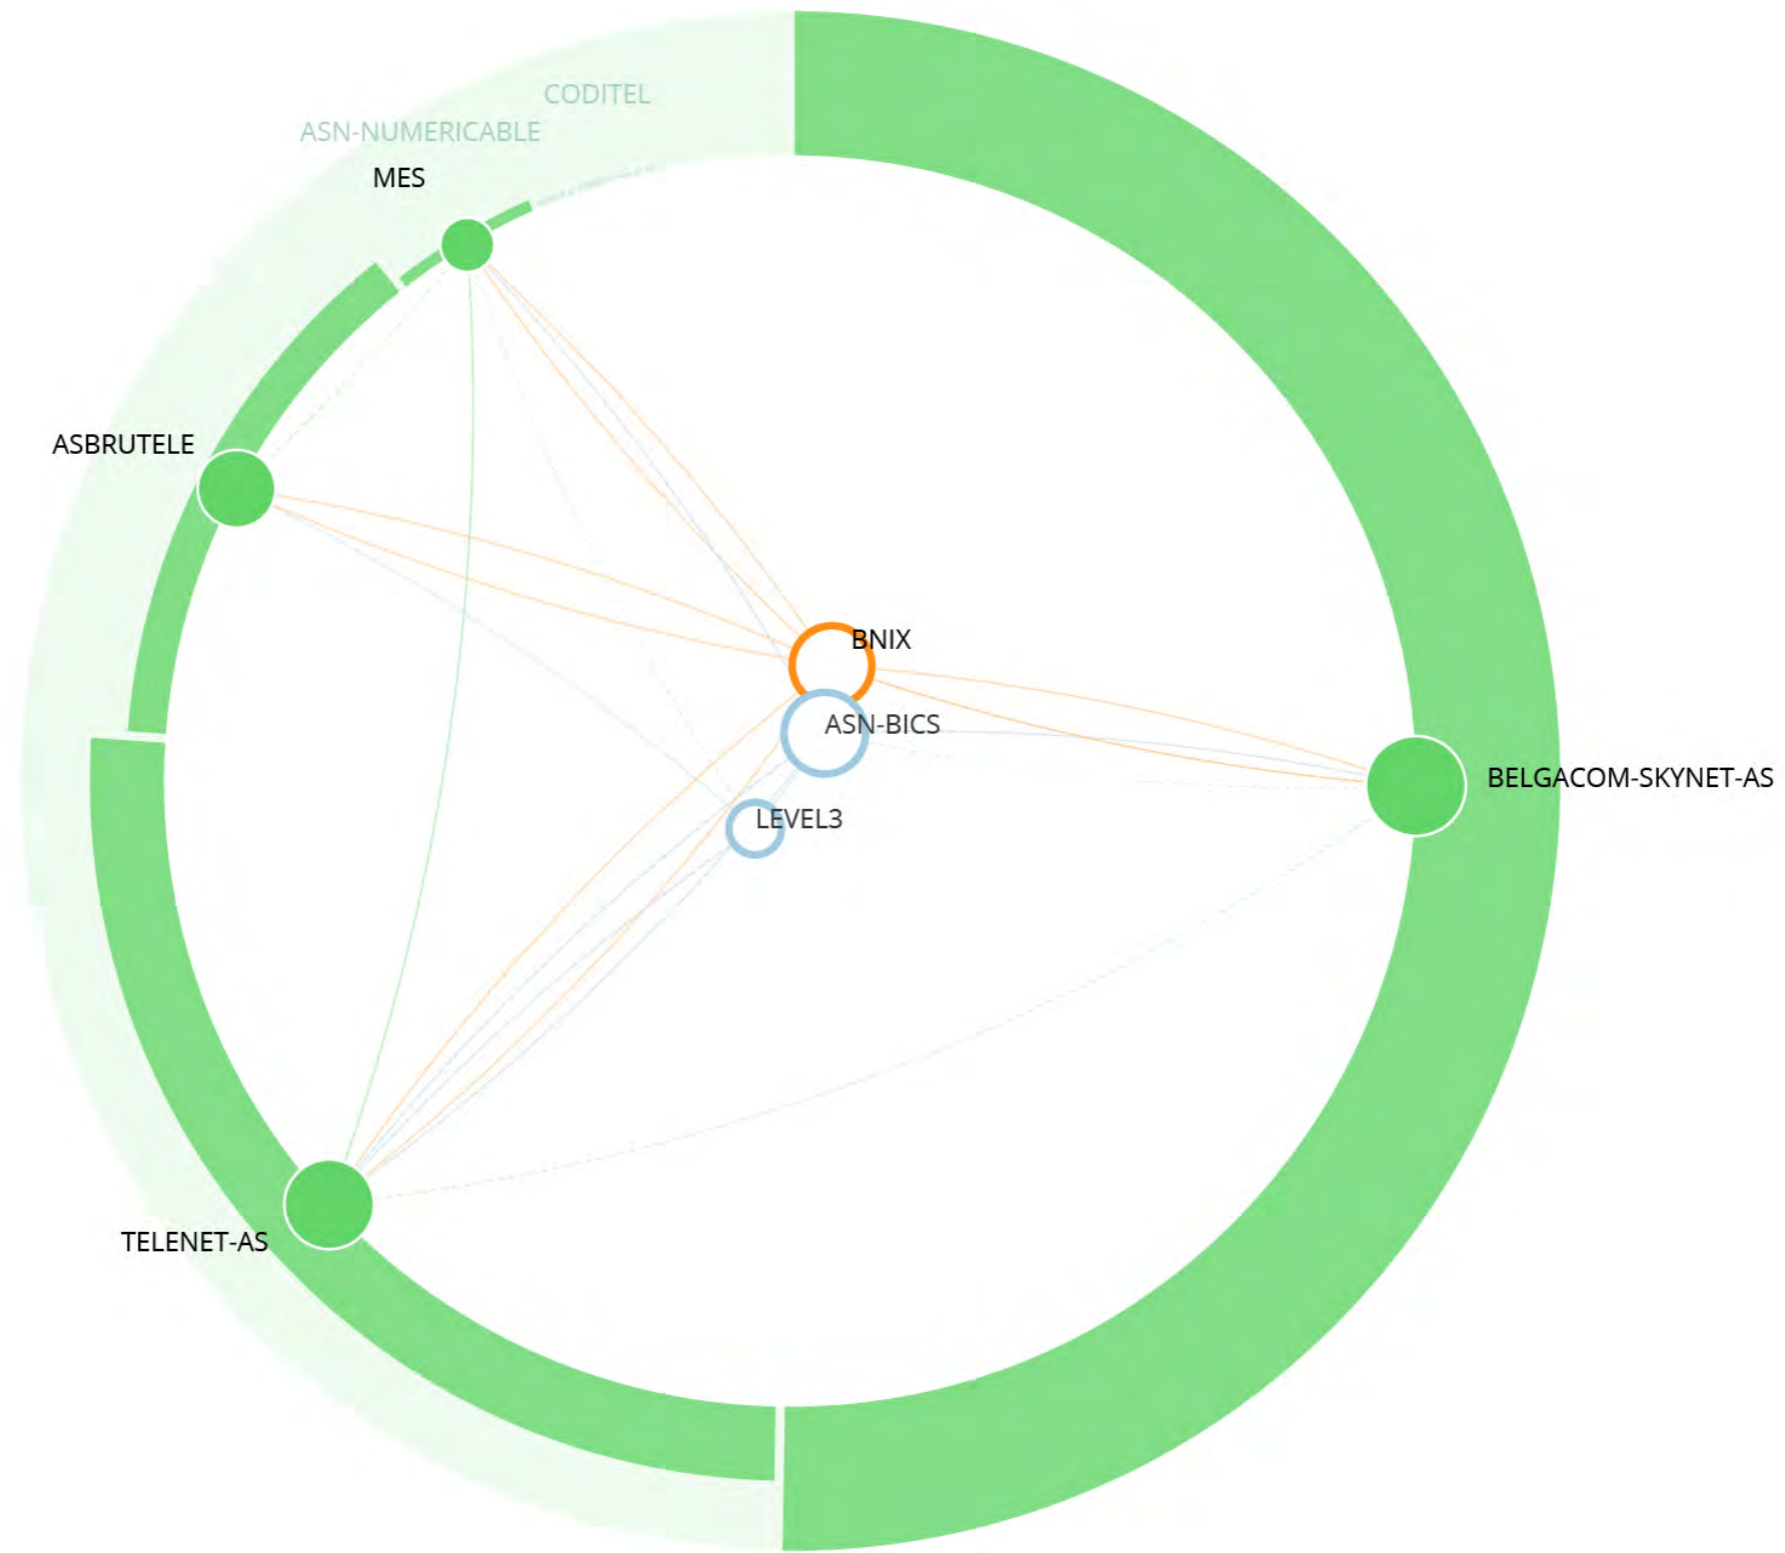 CODITEL
ASN-NUMERICABLE
MES
ASBRUTELE
BNIX
ASN-BICS
BELGACOM-SKYNET-AS
LEVEL3
TELENET-AS